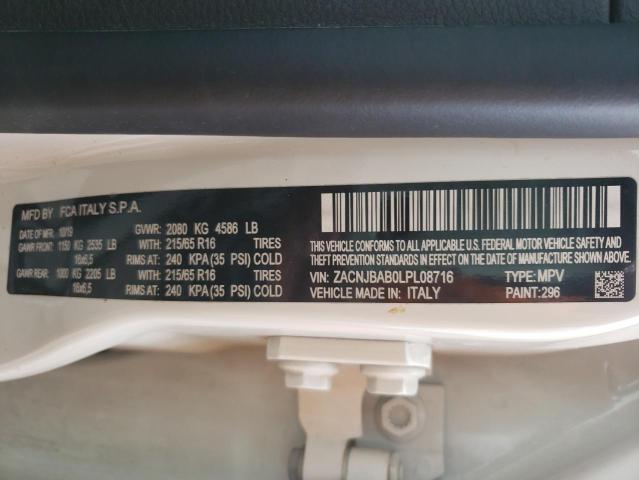 MFD BY FCA ITALY S.P.A.
DATE OF MFR. 10/19 GVWR: 2080 KG 4586 LB
GAWR FRONT: 1150 KG 2535 LB WITH: 215/65 R16 TIRES
16x6,5 RIMS AT: 240 KPA (35 PSI) COLD
GAWR REAR: 1000 KG 2205 LB WITH: 215/65 R16 TIRES
16x6,5 RIMS AT: 240 KPA (35 PSI) COLD
THIS VEHICLE CONFORMS TO ALL APPLICABLE U.S. FEDERAL MOTOR VEHICLE SAFETY
AND THEFT PREVENTION STANDARDS IN EFFECT ON THE DATE OF MANUFACTURE SHOWN ABOVE.
VIN: ZACNJBAB0LPL08716 TYPE: MPV
VEHICLE MADE IN: ITALY PAINT: 296